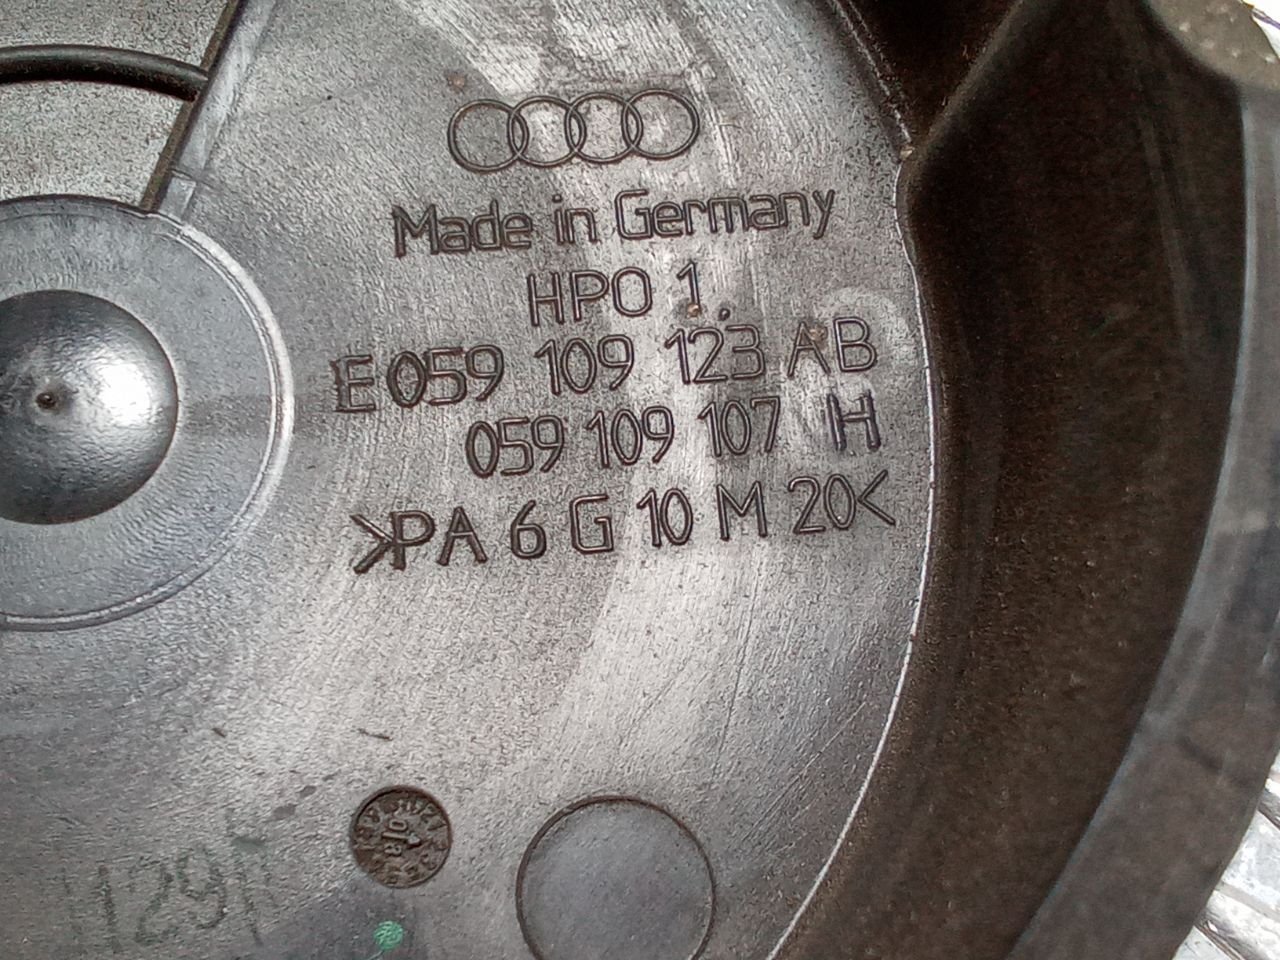 Made in Germany
HPO 1
E 059 109 123 AB
059 109 107 H
>PA 6 G 10 M 20<